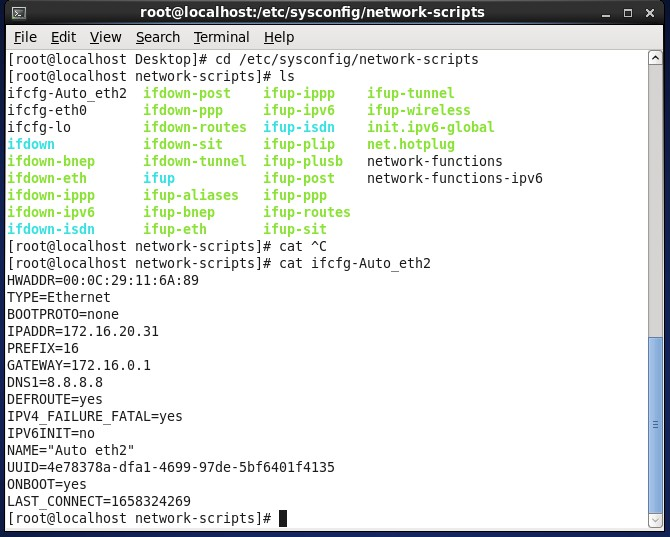 root@localhost:/etc/sysconfig/network-scripts
File Edit View Search Terminal Help
[root@localhost Desktop]# cd /etc/sysconfig/network-scripts
[root@localhost network-scripts]# ls
ifcfg-Auto_eth2 ifdown-post ifup-ippp ifup-tunnel
ifcfg-eth0 ifdown-ppp ifup-ipv6 ifup-wireless
ifcfg-lo ifdown-routes ifup-isdn init.ipv6-global
ifdown ifdown-sit ifup-plip net.hotplug
ifdown-bnep ifdown-tunnel ifup-plusb network-functions
ifdown-eth ifup ifup-post network-functions-ipv6
ifdown-ippp ifup-aliases ifup-ppp
ifdown-ipv6 ifup-bnep ifup-routes
ifdown-isdn ifup-eth ifup-sit
[root@localhost network-scripts]# cat ^C
[root@localhost network-scripts]# cat ifcfg-Auto_eth2
HWADDR=00:0C:29:11:6A:89
TYPE=Ethernet
BOOTPROTO=none
IPADDR=172.16.20.31
PREFIX=16
GATEWAY=172.16.0.1
DNS1=8.8.8.8
DEFROUTE=yes
IPV4_FAILURE_FATAL=yes
IPV6INIT=no
NAME="Auto eth2"
UUID=4e78378a-dfa1-4699-97de-5bf6401f4135
ONBOOT=yes
LAST_CONNECT=1658324269
[root@localhost network-scripts]#